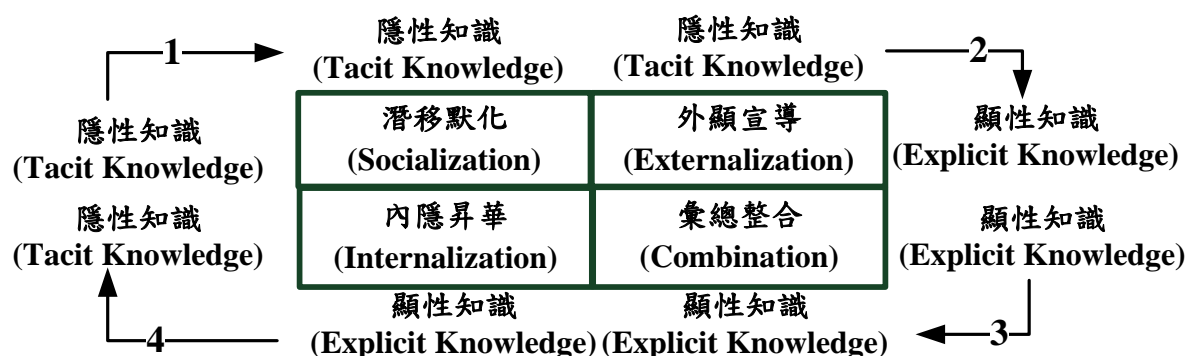 隱性知識
(Tacit Knowledge)
隱性知識
(Tacit Knowledge)
1
2
隱性知識
(Tacit Knowledge)
潛移默化
(Socialization)
外顯宣導
(Externalization)
顯性知識
(Explicit Knowledge)
隱性知識
(Tacit Knowledge)
內隱昇華
(Internalization)
彙總整合
(Combination)
顯性知識
(Explicit Knowledge)
4
顯性知識
(Explicit Knowledge)
顯性知識
(Explicit Knowledge)
3